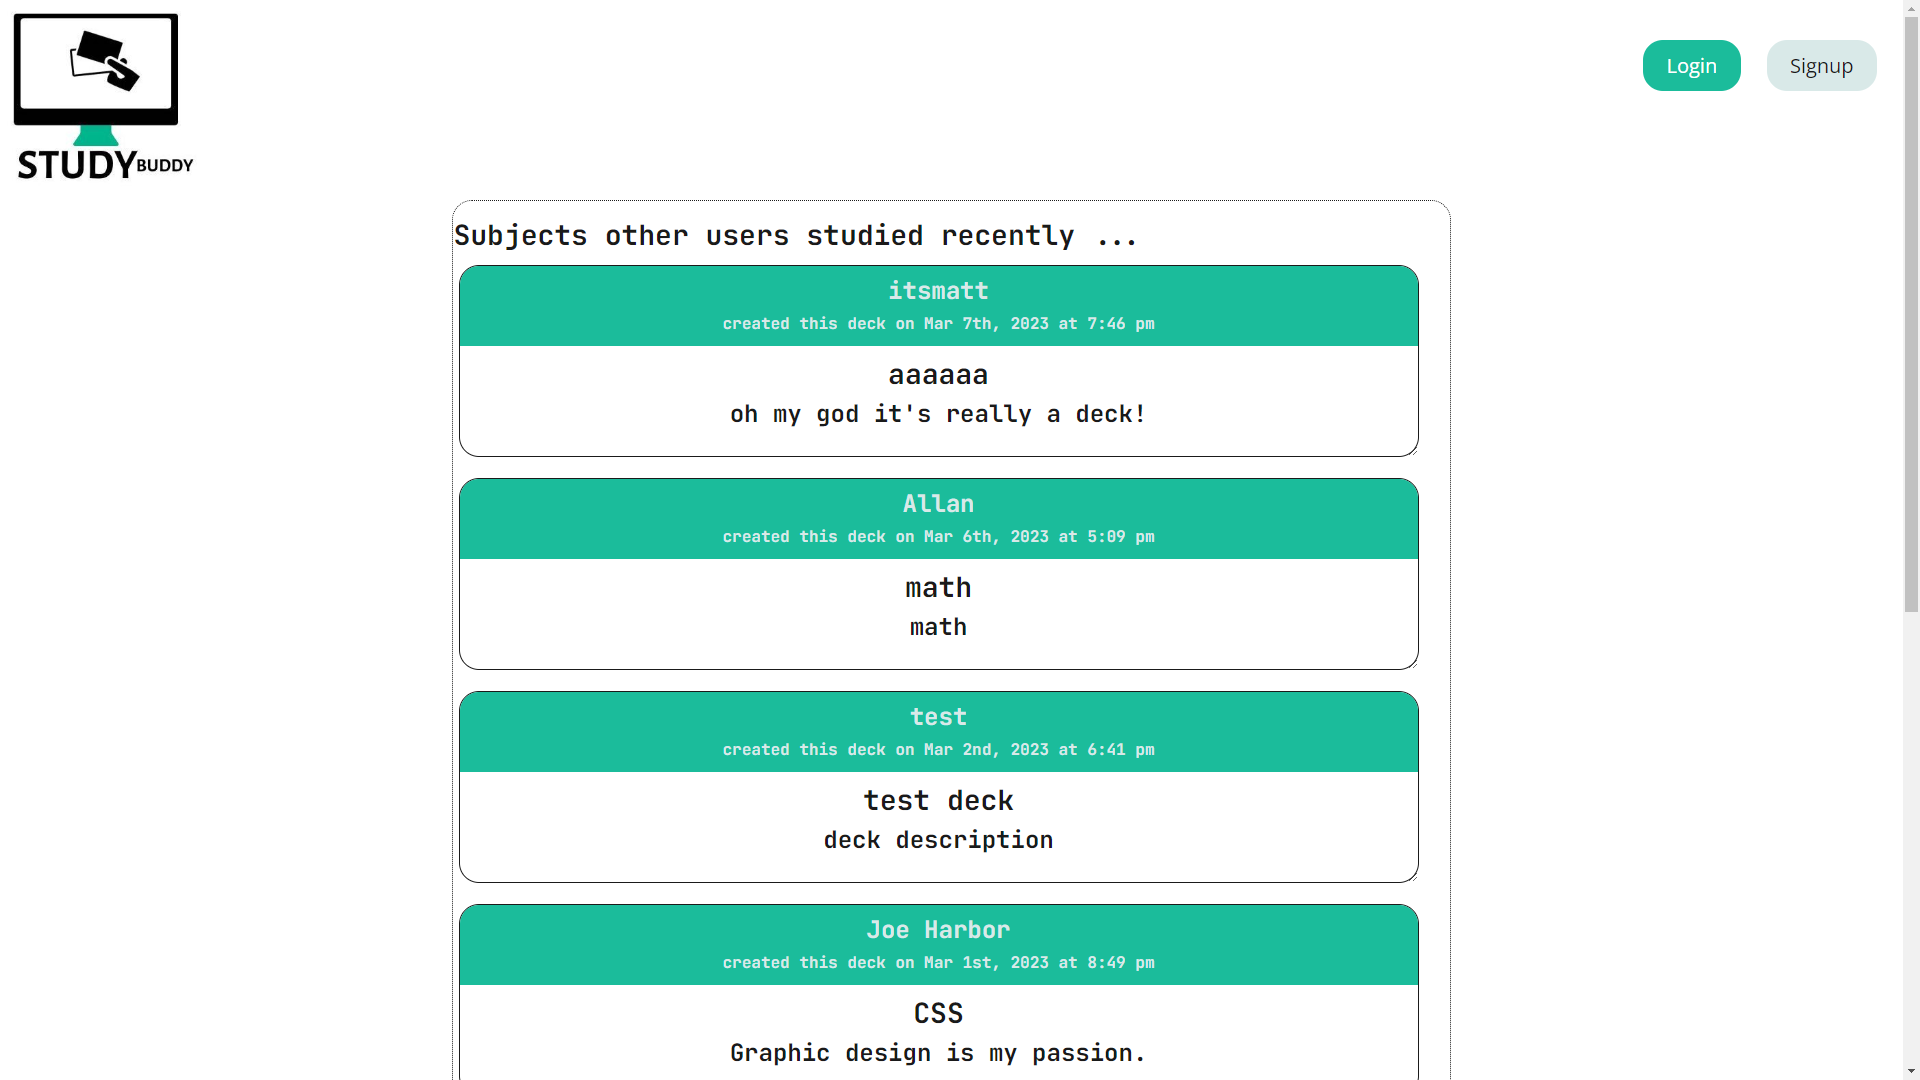 STUDYBUDDY
Login
Signup
Subjects other users studied recently ...
itsmatt
created this deck on Mar 7th, 2023 at 7:46 pm
aaaaaa
oh my god it's really a deck!
Allan
created this deck on Mar 6th, 2023 at 5:09 pm
math
math
test
created this deck on Mar 2nd, 2023 at 6:41 pm
test deck
deck description
Joe Harbor
created this deck on Mar 1st, 2023 at 8:49 pm
CSS
Graphic design is my passion.